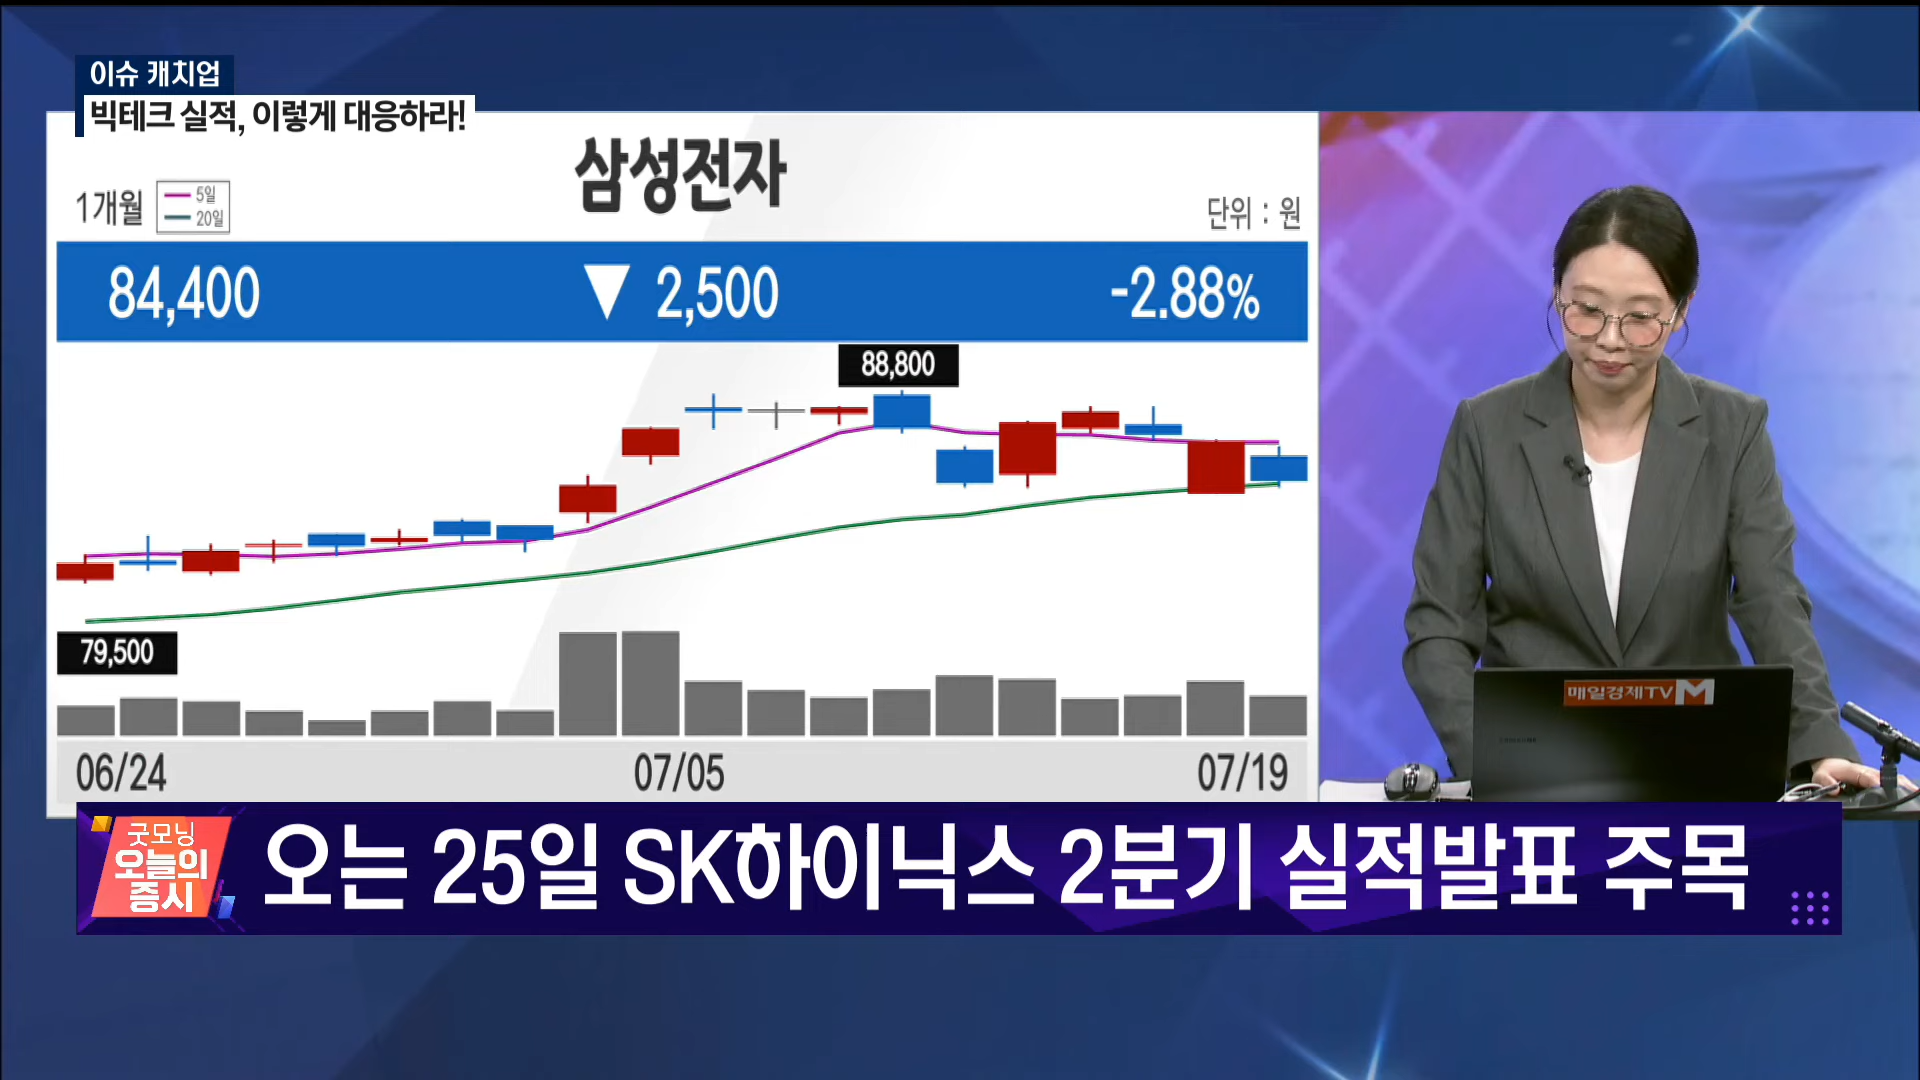 이슈 캐치업
빅테크 실적, 이렇게 대응하라!
삼성전자
1개월
5일
20일
단위 : 원
84,400 ▼ 2,500 -2.88%
88,800
79,500
06/24 07/05 07/19
매일경제TV M
SAMSUNG
굿모닝
오늘의
증시
오는 25일 SK하이닉스 2분기 실적발표 주목